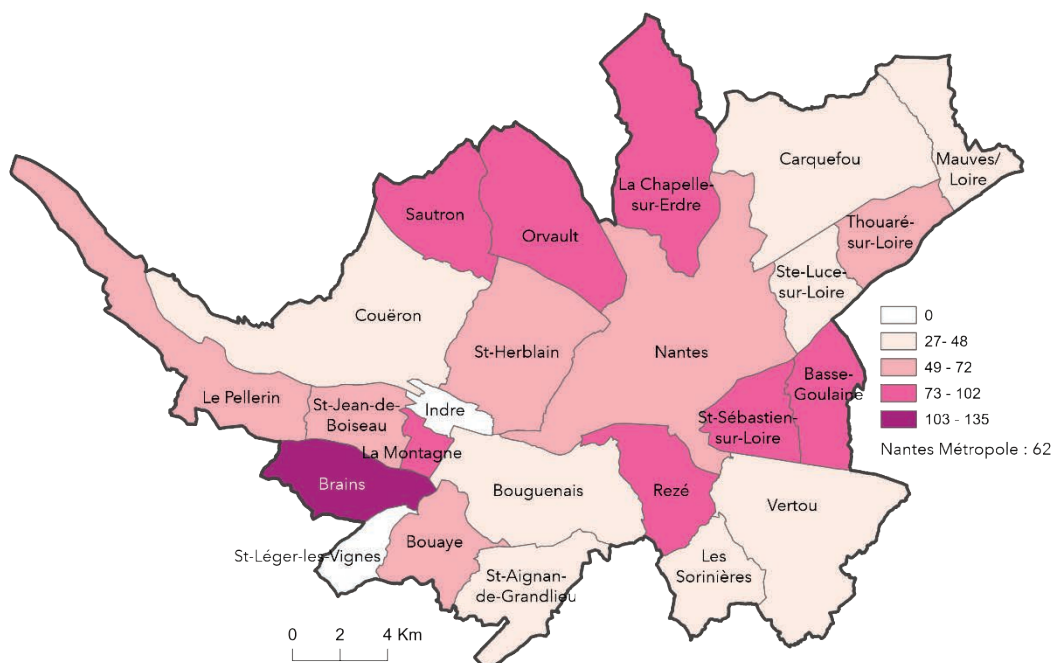 Carquefou
Mauves/
Loire
La Chapelle-
sur-Erdre
Sautron
Orvault
Thouaré-
sur-Loire
Ste-Luce-
sur-Loire
Couëron
St-Herblain
Nantes
Basse-
Goulaine
Le Pellerin
St-Jean-de-
Boiseau
Indre
St-Sébastien-
sur-Loire
La Montagne
Brains
Bouguenais
Rezé
Vertou
St-Léger-les-Vignes
Bouaye
St-Aignan-
de-Grandlieu
Les
Sorinières
0
27- 48
49 - 72
73 - 102
103 - 135
Nantes Métropole : 62
0 2 4 Km